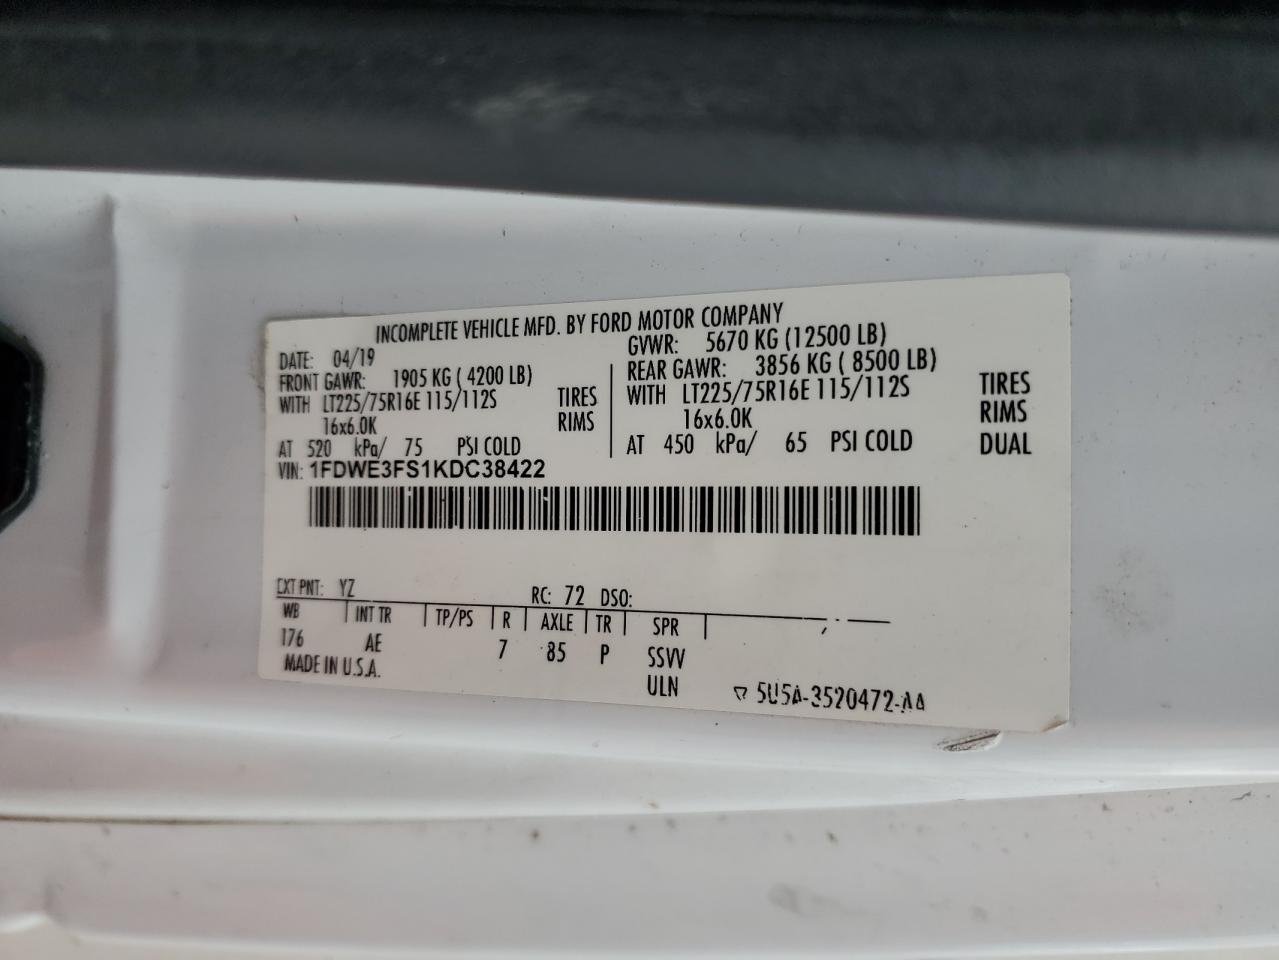 INCOMPLETE VEHICLE MFD. BY FORD MOTOR COMPANY
DATE: 04/19 GVWR: 5670 KG (12500 LB)
FRONT GAWR: 1905 KG ( 4200 LB) REAR GAWR: 3856 KG ( 8500 LB)
WITH LT225/75R16E 115/112S TIRES WITH LT225/75R16E 115/112S TIRES
16x6.0K RIMS 16x6.0K RIMS
AT 520 kPa/ 75 PSI COLD AT 450 kPa/ 65 PSI COLD DUAL
VIN: 1FDWE3FS1KDC38422
EXT PNT: YZ RC: 72 DSO:
WB INT TR TP/PS R AXLE TR SPR
176 AE 7 85 P SSVV
MADE IN U.S.A. ULN 5U5A-3520472-AA